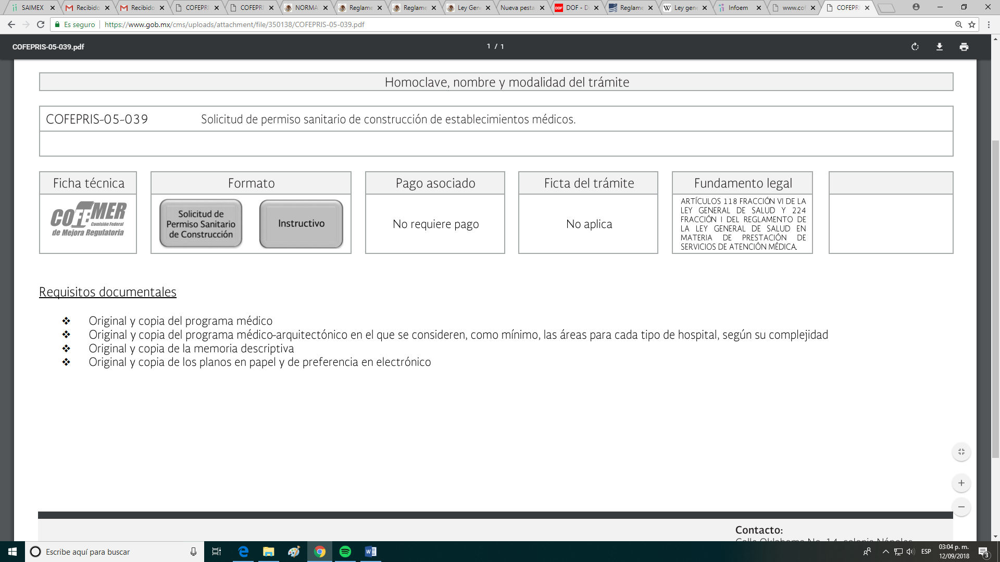 SAIMEX
Recibido
Recibido
COFEPRI
COFEPRI
NORMA
Reglame
Reglame
Ley Gen
Nueva pesta
DOF - D
Reglame
Ley gene
Infoem
www.cof
COFEPRI
Es seguro
https://www.gob.mx/cms/uploads/attachment/file/350138/COFEPRIS-05-039.pdf
COFEPRIS-05-039.pdf
1 / 1
Homoclave, nombre y modalidad del trámite
COFEPRIS-05-039 Solicitud de permiso sanitario de construcción de establecimientos médicos.
Ficha técnica
COFEMER
Comisión Federal
de Mejora Regulatoria
Formato
Solicitud de
Permiso Sanitario
de Construcción
Instructivo
Pago asociado
No requiere pago
Ficta del trámite
No aplica
Fundamento legal
ARTÍCULOS 118 FRACCIÓN VI DE LA
LEY GENERAL DE SALUD Y 224
FRACCIÓN I DEL REGLAMENTO DE
LA LEY GENERAL DE SALUD EN
MATERIA DE PRESTACIÓN DE
SERVICIOS DE ATENCIÓN MÉDICA.
Requisitos documentales
❖ Original y copia del programa médico
❖ Original y copia del programa médico-arquitectónico en el que se consideren, como mínimo, las áreas para cada tipo de hospital, según su complejidad
❖ Original y copia de la memoria descriptiva
❖ Original y copia de los planos en papel y de preferencia en electrónico
Contacto:
Calle Oklahoma No. 14, colonia Nápoles
Escribe aquí para buscar
ESP
03:04 p. m.
12/09/2018
3